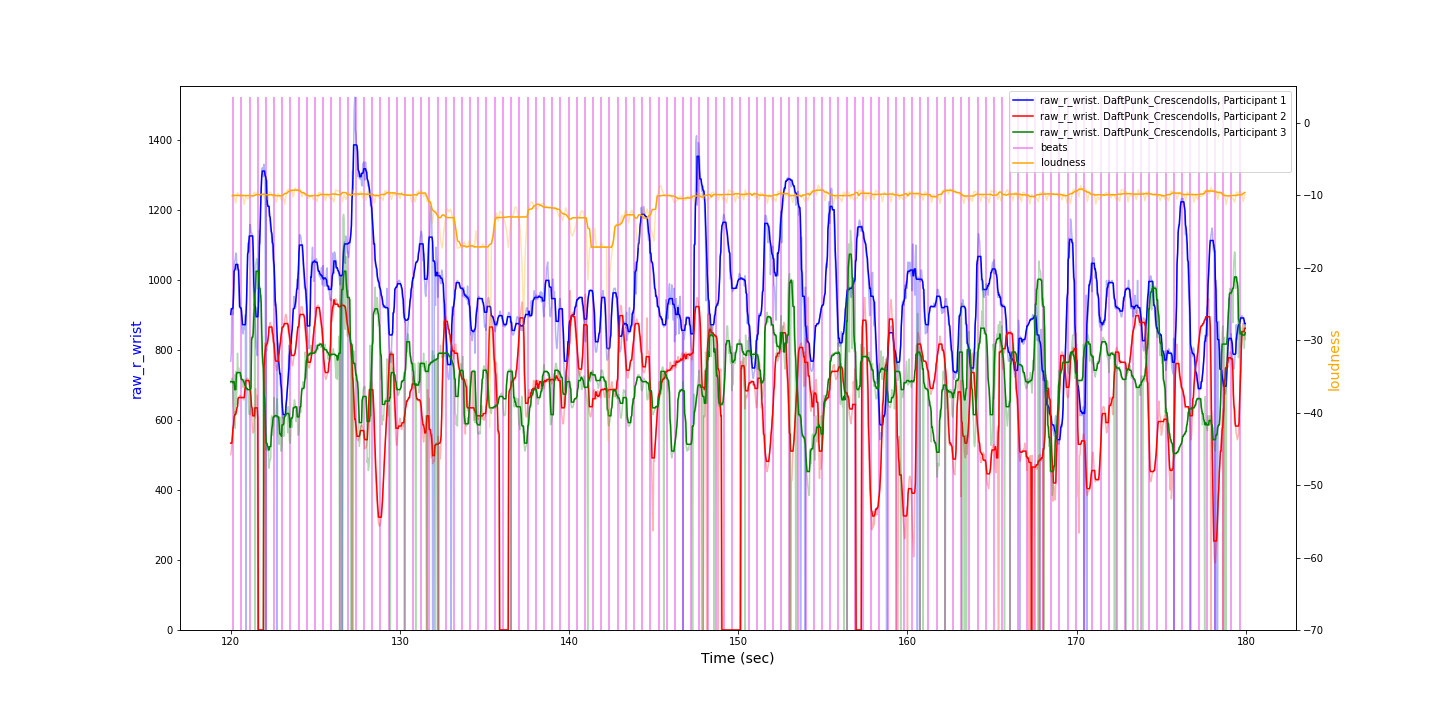 raw_r_wrist. DaftPunk_Crescendolls, Participant 1
raw_r_wrist. DaftPunk_Crescendolls, Participant 2
raw_r_wrist. DaftPunk_Crescendolls, Participant 3
beats
loudness
1400
1200
1000
800
600
400
200
0
raw_r_wrist
0
−10
−20
−30
−40
−50
−60
−70
loudness
120
130
140
150
160
170
180
Time (sec)